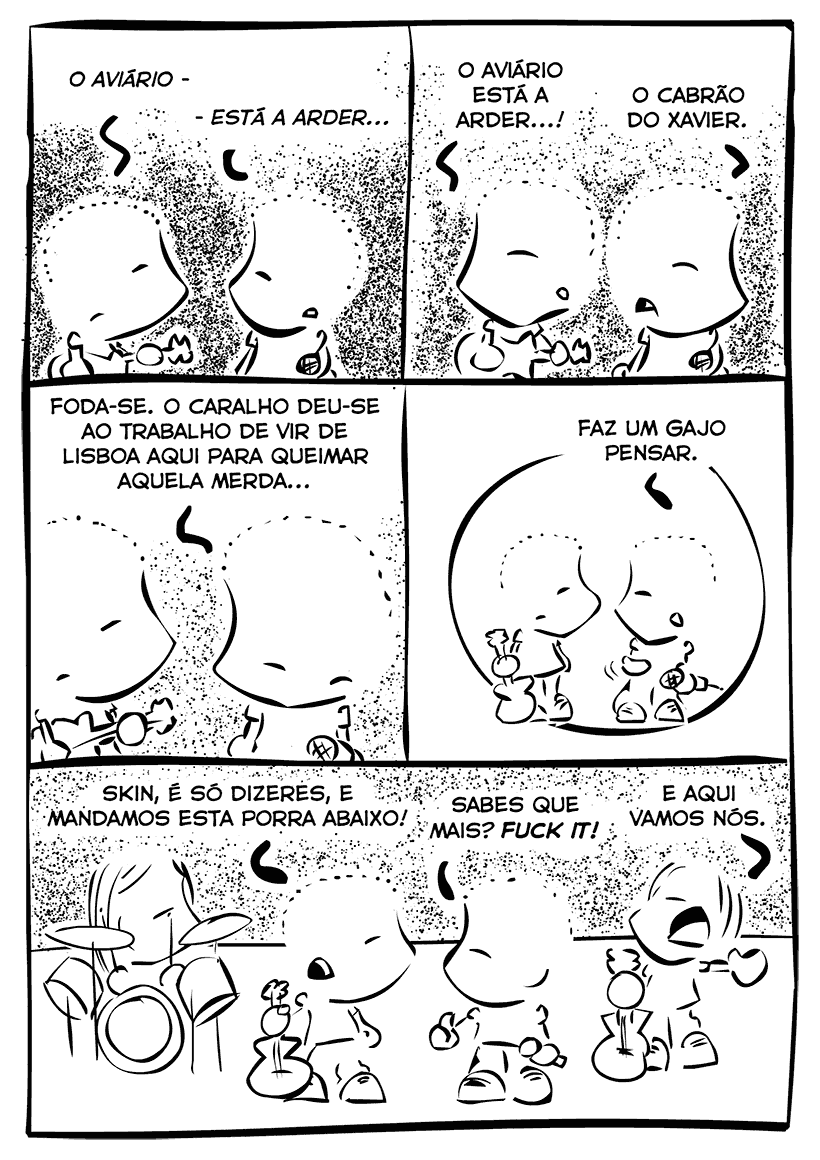 O AVIÁRIO -
- ESTÁ A ARDER...
O AVIÁRIO
ESTÁ A
ARDER...!
O CABRÃO
DO XAVIER.
FODA-SE. O CARALHO DEU-SE
AO TRABALHO DE VIR DE
LISBOA AQUI PARA QUEIMAR
AQUELA MERDA...
FAZ UM GAJO
PENSAR.
SKIN, É SÓ DIZERES, E
MANDAMOS ESTA PORRA ABAIXO!
SABES QUE
MAIS? FUCK IT!
E AQUI
VAMOS NÓS.